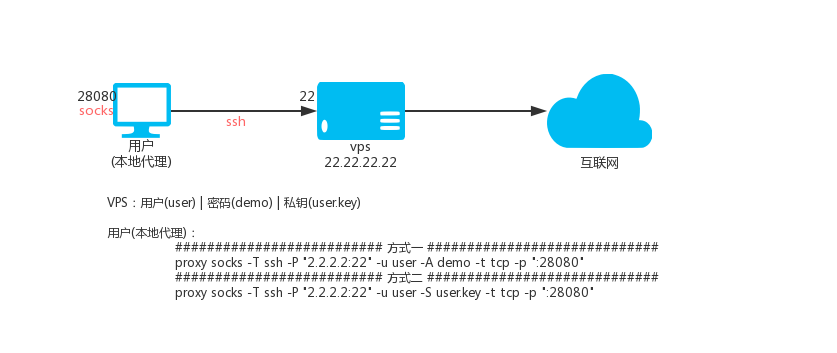 28080
socks
ssh
22
用户
(本地代理)
vps
22.22.22.22
互联网
VPS：用户(user) | 密码(demo) | 私钥(user.key)
用户(本地代理)：
########################## 方式一 #############################
proxy socks -T ssh -P "2.2.2.2:22" -u user -A demo -t tcp -p ":28080"
########################## 方式二 #############################
proxy socks -T ssh -P "2.2.2.2:22" -u user -S user.key -t tcp -p ":28080"